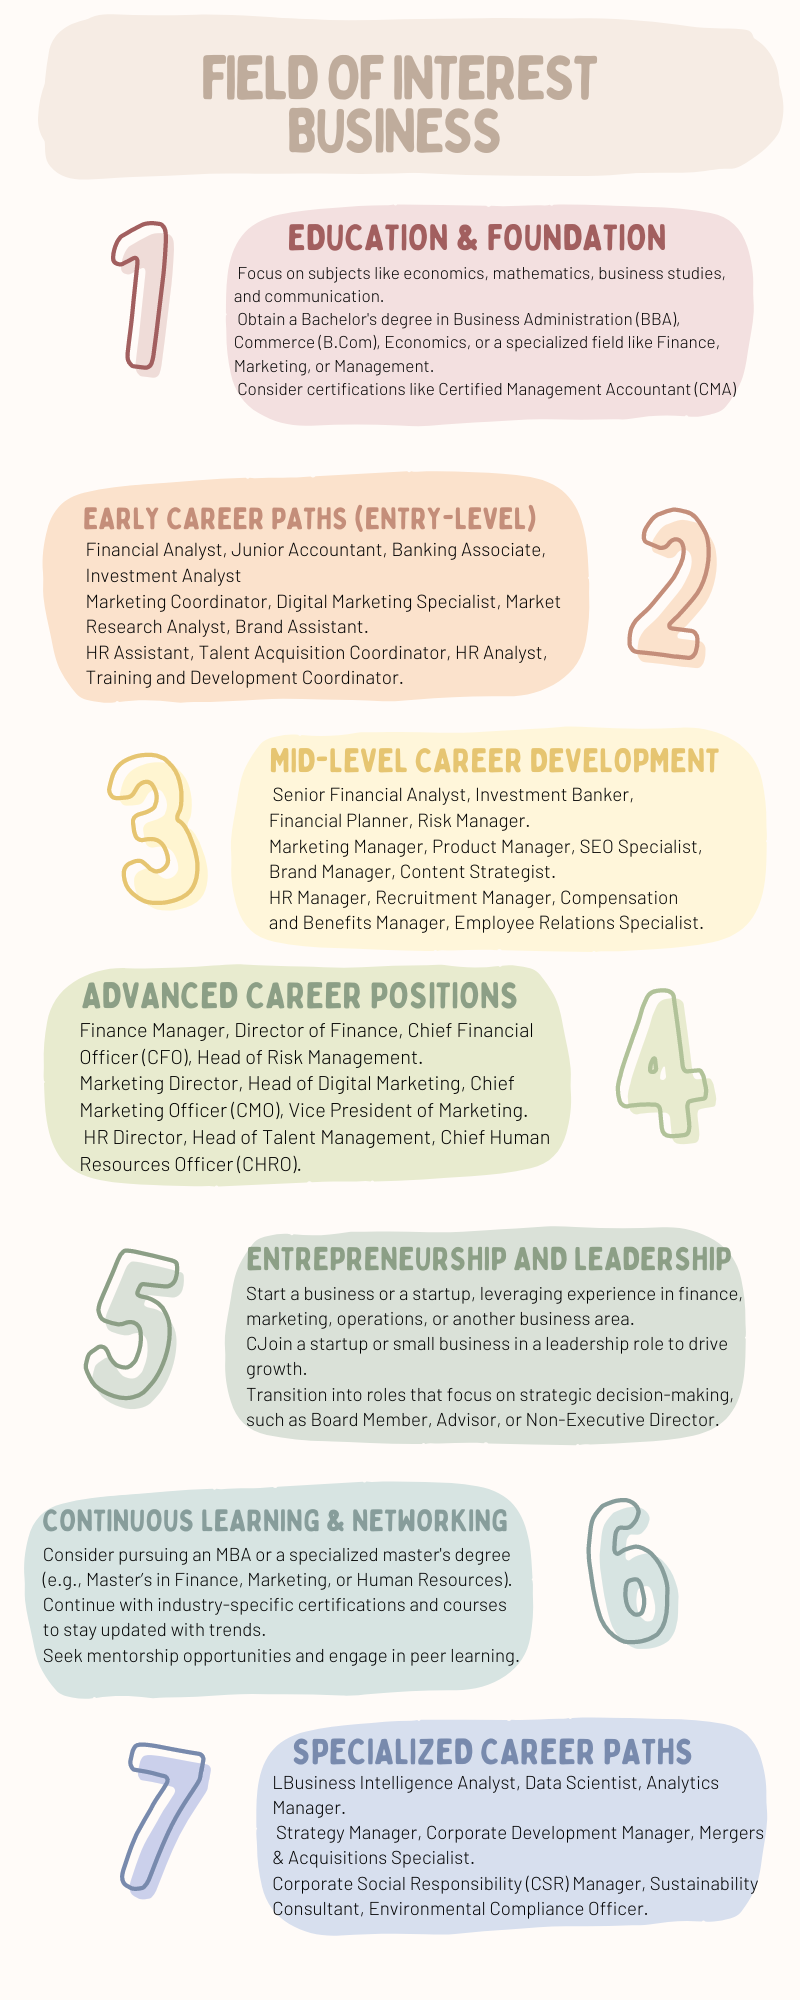 FIELD OF INTEREST
BUSINESS
1
EDUCATION & FOUNDATION
Focus on subjects like economics, mathematics, business studies,
and communication.
Obtain a Bachelor's degree in Business Administration (BBA),
Commerce (B.Com), Economics, or a specialized field like Finance,
Marketing, or Management.
Consider certifications like Certified Management Accountant (CMA)
EARLY CAREER PATHS (ENTRY-LEVEL)
Financial Analyst, Junior Accountant, Banking Associate,
Investment Analyst
Marketing Coordinator, Digital Marketing Specialist, Market
Research Analyst, Brand Assistant.
HR Assistant, Talent Acquisition Coordinator, HR Analyst,
Training and Development Coordinator.
2
3
MID-LEVEL CAREER DEVELOPMENT
Senior Financial Analyst, Investment Banker,
Financial Planner, Risk Manager.
Marketing Manager, Product Manager, SEO Specialist,
Brand Manager, Content Strategist.
HR Manager, Recruitment Manager, Compensation
and Benefits Manager, Employee Relations Specialist.
ADVANCED CAREER POSITIONS
Finance Manager, Director of Finance, Chief Financial
Officer (CFO), Head of Risk Management.
Marketing Director, Head of Digital Marketing, Chief
Marketing Officer (CMO), Vice President of Marketing.
HR Director, Head of Talent Management, Chief Human
Resources Officer (CHRO).
4
5
ENTREPRENEURSHIP AND LEADERSHIP
Start a business or a startup, leveraging experience in finance,
marketing, operations, or another business area.
CJoin a startup or small business in a leadership role to drive
growth.
Transition into roles that focus on strategic decision-making,
such as Board Member, Advisor, or Non-Executive Director.
CONTINUOUS LEARNING & NETWORKING
Consider pursuing an MBA or a specialized master's degree
(e.g., Master’s in Finance, Marketing, or Human Resources).
Continue with industry-specific certifications and courses
to stay updated with trends.
Seek mentorship opportunities and engage in peer learning.
6
7
SPECIALIZED CAREER PATHS
LBusiness Intelligence Analyst, Data Scientist, Analytics
Manager.
Strategy Manager, Corporate Development Manager, Mergers
& Acquisitions Specialist.
Corporate Social Responsibility (CSR) Manager, Sustainability
Consultant, Environmental Compliance Officer.